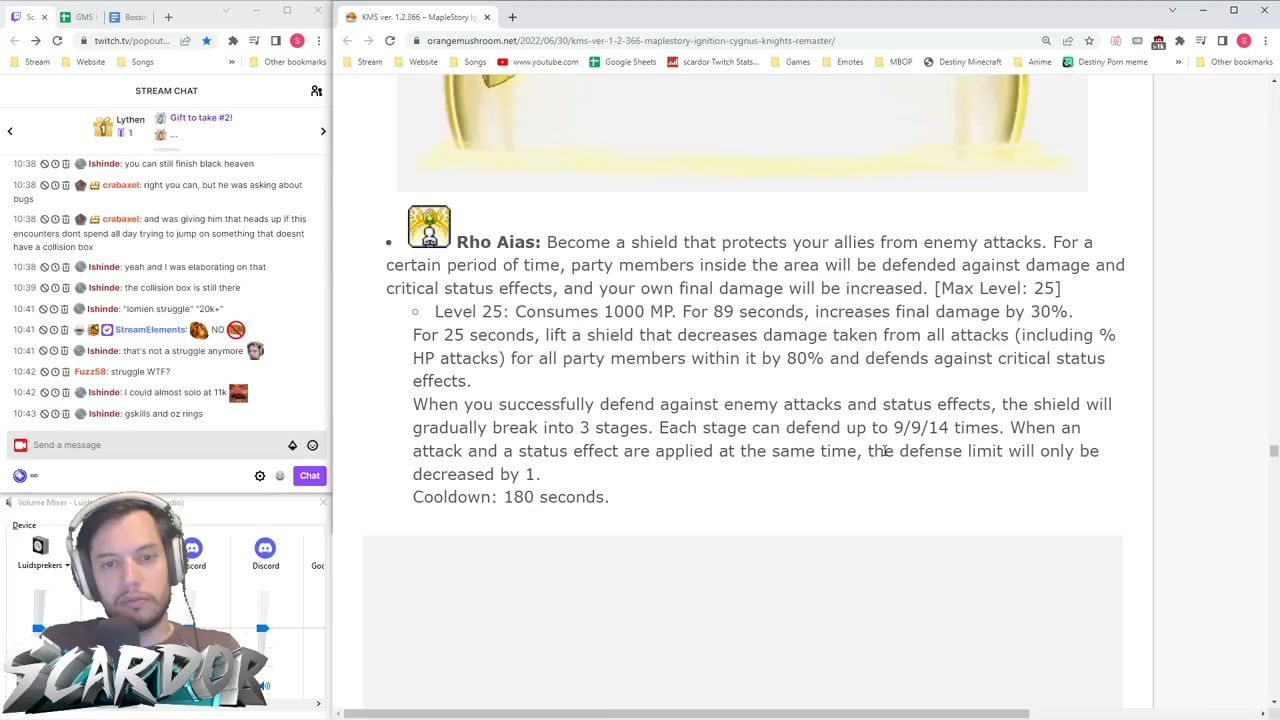 Sc
GMS
Bossin
KMS ver. 1.2.366 – MapleStory Ig
twitch.tv/popout...
orangemushroom.net/2022/06/30/kms-ver-1-2-366-maplestory-ignition-cygnus-knights-remaster/
Stream
Website
Songs
»
Other bookmarks
Stream
Website
Songs
www.youtube.com
Google Sheets
scardor Twitch Stats...
Games
Emotes
MBOP
Destiny Minecraft
Anime
Destiny Porn meme
»
Other bookmarks
STREAM CHAT
Lythen
1
Gift to take #2!
...
10:38 Ishinde: you can still finish black heaven
10:38 crabaxel: right you can, but he was asking about
bugs
10:38 crabaxel: and was giving him that heads up if this
encounters dont spend all day trying to jump on something that doesnt
have a collision box
10:38 Ishinde: yeah and I was elaborating on that
10:39 Ishinde: the collision box is still there
10:41 Ishinde: "lomien struggle" "20k+"
10:41 StreamElements: NO
10:41 Ishinde: that's not a struggle anymore
10:42 Fuzz58: struggle WTF?
10:42 Ishinde: I could almost solo at 11k
10:43 Ishinde: gskills and oz rings
Send a message
∞
Chat
Volume Mixer - Luids
Device
Luidsprekers
iscord
Discord
Goo
SCARDOR
Rho Aias: Become a shield that protects your allies from enemy attacks. For a
certain period of time, party members inside the area will be defended against damage and
critical status effects, and your own final damage will be increased. [Max Level: 25]
Level 25: Consumes 1000 MP. For 89 seconds, increases final damage by 30%.
For 25 seconds, lift a shield that decreases damage taken from all attacks (including %
HP attacks) for all party members within it by 80% and defends against critical status
effects.
When you successfully defend against enemy attacks and status effects, the shield will
gradually break into 3 stages. Each stage can defend up to 9/9/14 times. When an
attack and a status effect are applied at the same time, the defense limit will only be
decreased by 1.
Cooldown: 180 seconds.